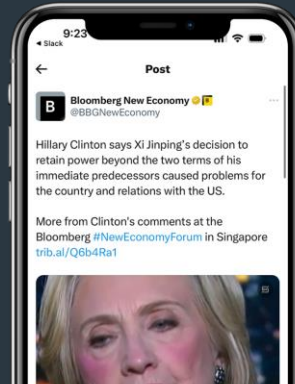 9:23
◄ Slack
Post
B
Bloomberg New Economy
@BBGNewEconomy
Hillary Clinton says Xi Jinping's decision to
retain power beyond the two terms of his
immediate predecessors caused problems for
the country and relations with the US.
More from Clinton's comments at the
Bloomberg #NewEconomyForum in Singapore
trib.al/Q6b4Ra1